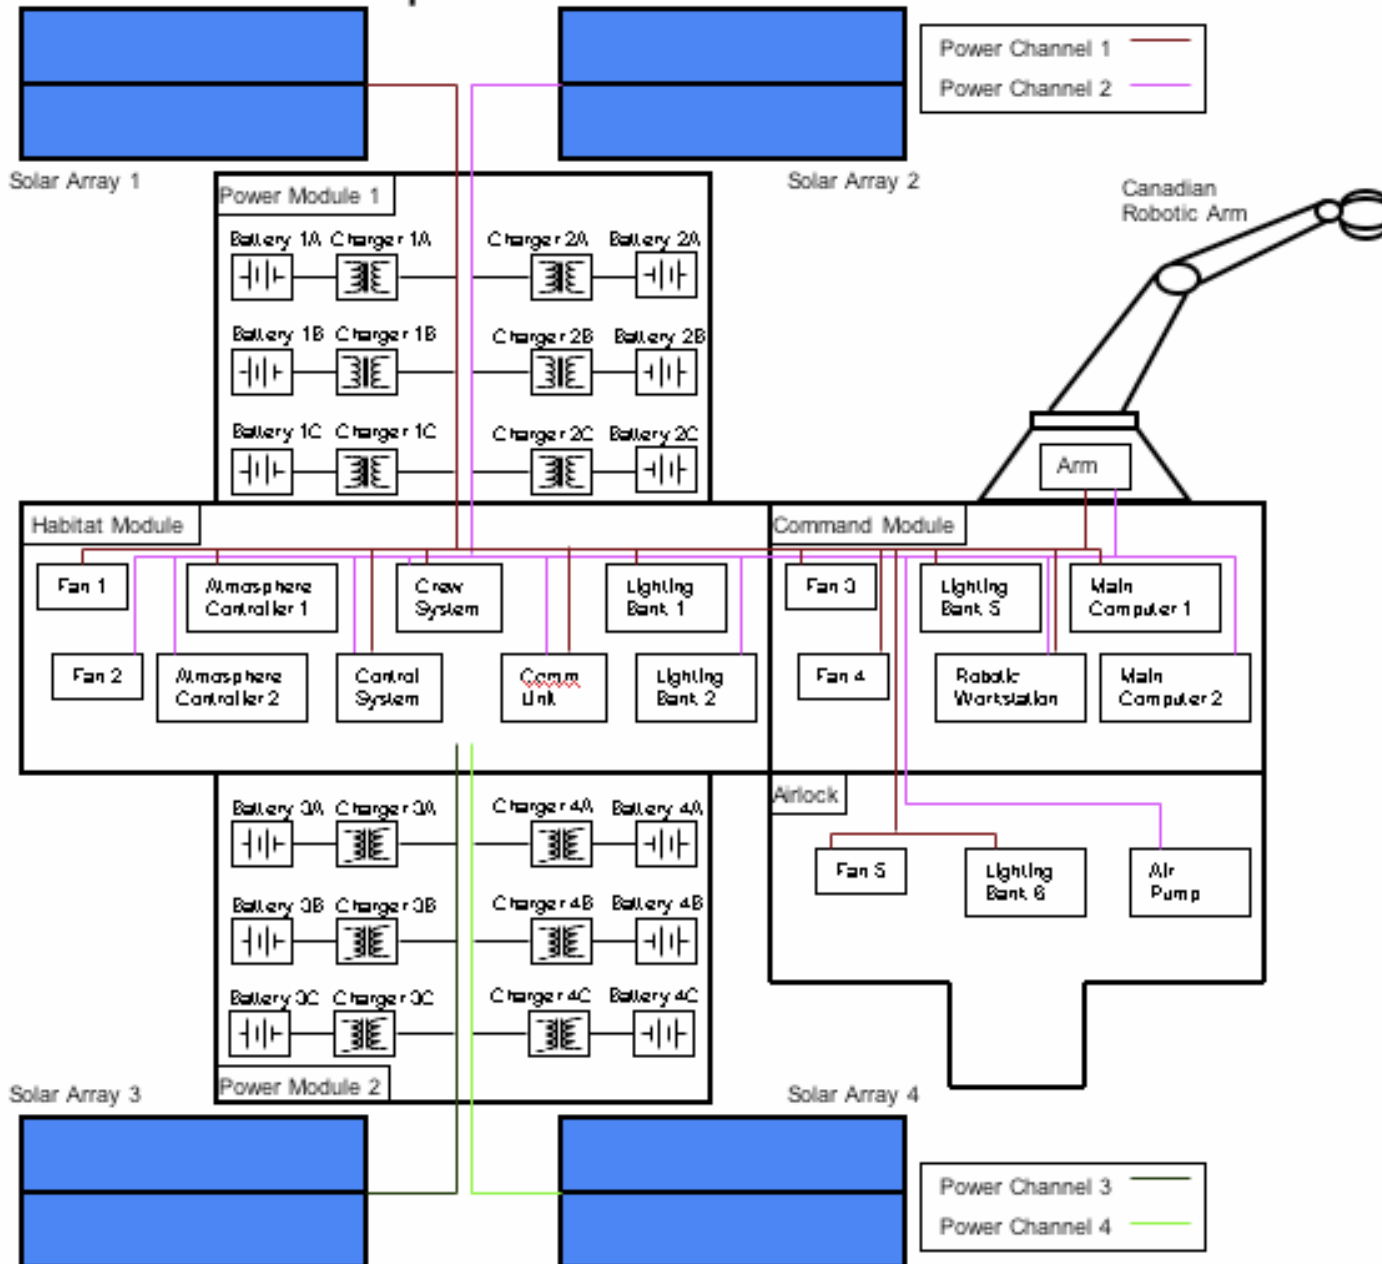 Power Channel 1
Power Channel 2
Solar Array 1
Solar Array 2
Canadian
Robotic Arm
Power Module 1
Battery 1A Charger 1A
Charger 2A Battery 2A
Battery 1B Charger 1B
Charger 2B Battery 2B
Battery 1C Charger 1C
Charger 2C Battery 2C
Arm
Habitat Module
Command Module
Fan 1
Atmosphere
Controller 1
Crew
System
Lighting
Bank 1
Fan 3
Lighting
Bank 5
Main
Computer 1
Fan 2
Atmosphere
Controller 2
Control
System
Comm
Unit
Lighting
Bank 2
Fan 4
Robotic
Workstation
Main
Computer 2
Airlock
Battery 3A Charger 3A
Charger 4A Battery 4A
Fan 5
Lighting
Bank 6
Air
Pump
Battery 3B Charger 3B
Charger 4B Battery 4B
Battery 3C Charger 3C
Charger 4C Battery 4C
Power Module 2
Solar Array 3
Solar Array 4
Power Channel 3
Power Channel 4